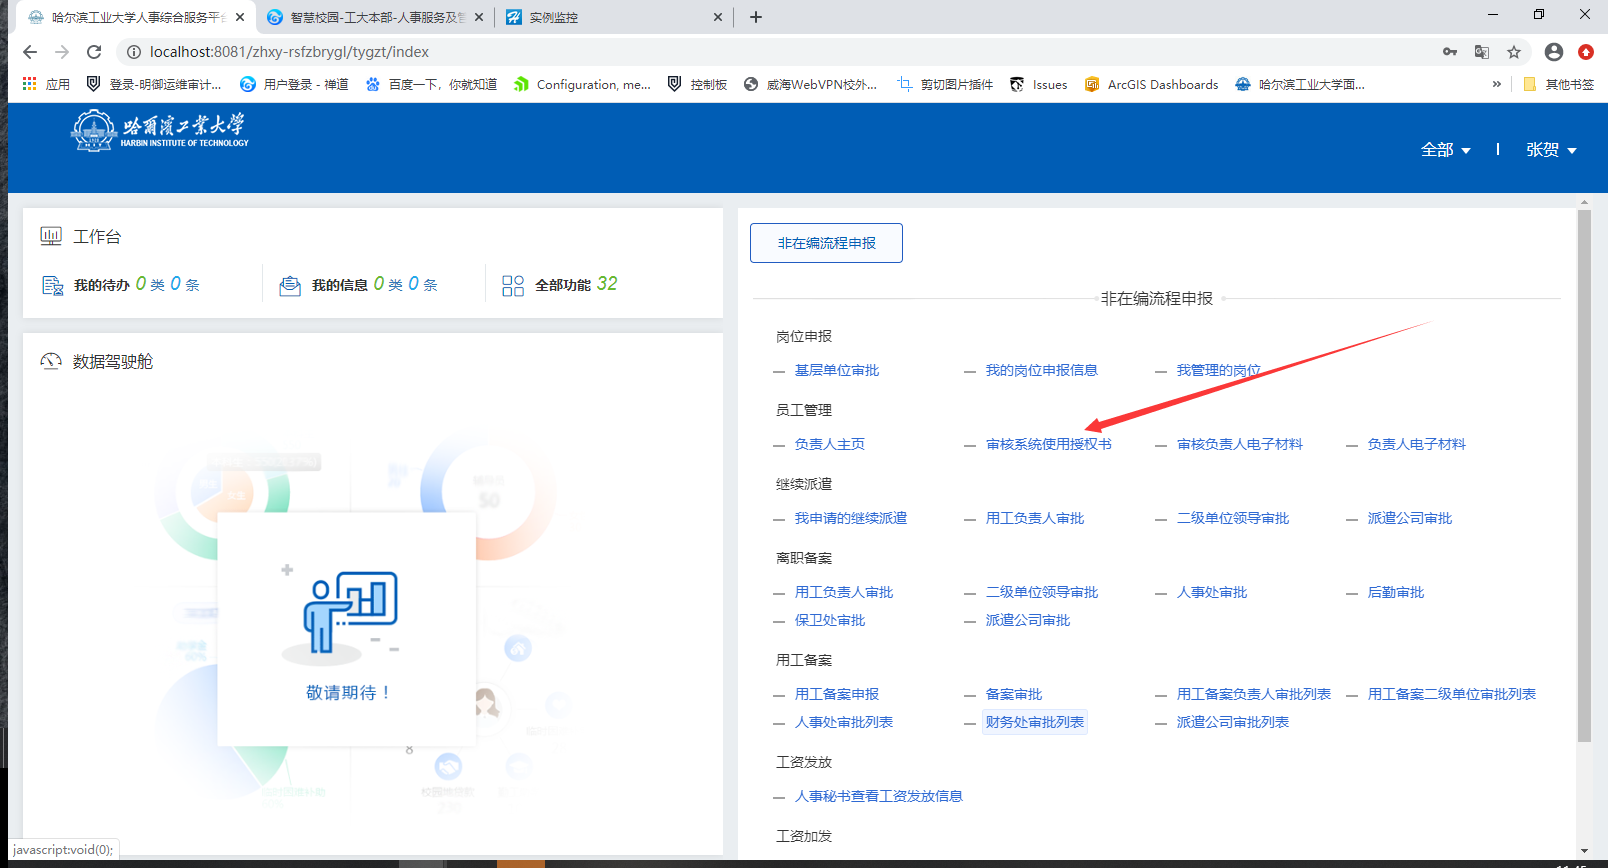 哈尔滨工业大学人事综合服务平台
智慧校园-工大本部-人事服务及管
实例监控
localhost:8081/zhxy-rsfzbrygl/tygzt/index
应用
登录-明御运维审计...
用户登录 - 禅道
百度一下，你就知道
Configuration, me...
控制板
威海WebVPN校外...
剪切图片插件
Issues
ArcGIS Dashboards
哈尔滨工业大学面...
»
其他书签
哈爾濱工業大學
HARBIN INSTITUTE OF TECHNOLOGY
全部
张贺
工作台
我的待办 0 类 0 条
我的信息 0 类 0 条
全部功能 32
数据驾驶舱
50
敬请期待！
8
javascript:void(0);
非在编流程申报
非在编流程申报
岗位申报
基层单位审批
我的岗位申报信息
我管理的岗位
员工管理
负责人主页
审核系统使用授权书
审核负责人电子材料
负责人电子材料
继续派遣
我申请的继续派遣
用工负责人审批
二级单位领导审批
派遣公司审批
离职备案
用工负责人审批
二级单位领导审批
人事处审批
后勤审批
保卫处审批
派遣公司审批
用工备案
用工备案申报
备案审批
用工备案负责人审批列表
用工备案二级单位审批列表
人事处审批列表
财务处审批列表
派遣公司审批列表
工资发放
人事秘书查看工资发放信息
工资加发